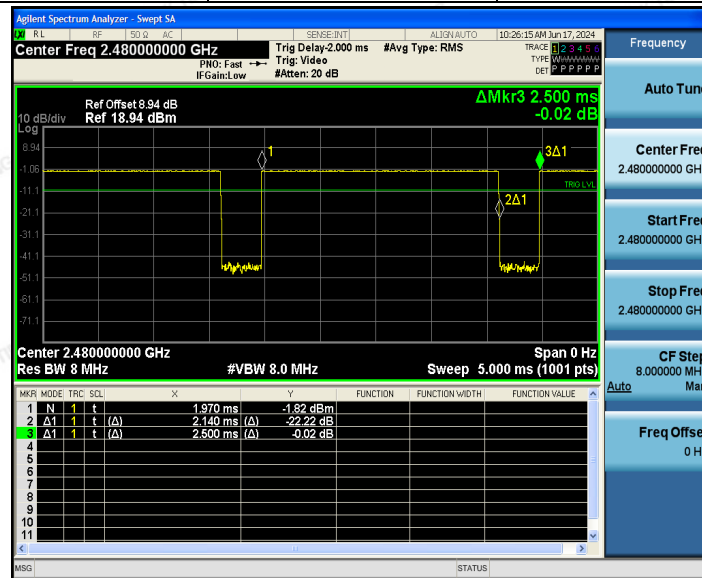 Agilent Spectrum Analyzer - Swept SA
LXI RL RF 50 Ω AC SENSE:INT ALIGN AUTO 10:26:15 AM Jun 17, 2024
Center Freq 2.480000000 GHz
PNO: Fast
IFGain:Low
Trig Delay-2.000 ms
Trig: Video
#Atten: 20 dB
#Avg Type: RMS
TRACE 1 2 3 4 5 6
TYPE WWWWWW
DET P P P P P P
Ref Offset 8.94 dB
10 dB/div Ref 18.94 dBm
Log
ΔMkr3 2.500 ms
-0.02 dB
8.94
-1.06
-11.1
-21.1
-31.1
-41.1
-51.1
-61.1
-71.1
1
3Δ1
TRIG LVL
2Δ1
Center 2.480000000 GHz Span 0 Hz
Res BW 8 MHz #VBW 8.0 MHz Sweep 5.000 ms (1001 pts)
MKR MODE TRC SCL X Y FUNCTION FUNCTION WIDTH FUNCTION VALUE
1 N 1 t 1.970 ms -1.82 dBm
2 Δ1 1 t (Δ) 2.140 ms (Δ) -22.22 dB
3 Δ1 1 t (Δ) 2.500 ms (Δ) -0.02 dB
4
5
6
7
8
9
10
11
MSG STATUS
Frequency
Auto Tun
Center Fre
2.480000000 GH
Start Fre
2.480000000 GH
Stop Fre
2.480000000 GH
CF Step
8.000000 MH
Auto Ma
Freq Offse
0 H